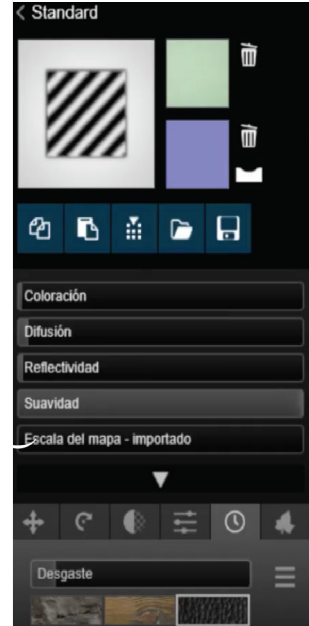 Standard
Coloración
Difusión
Reflectividad
Suavidad
Escala del mapa - importado
Desgaste